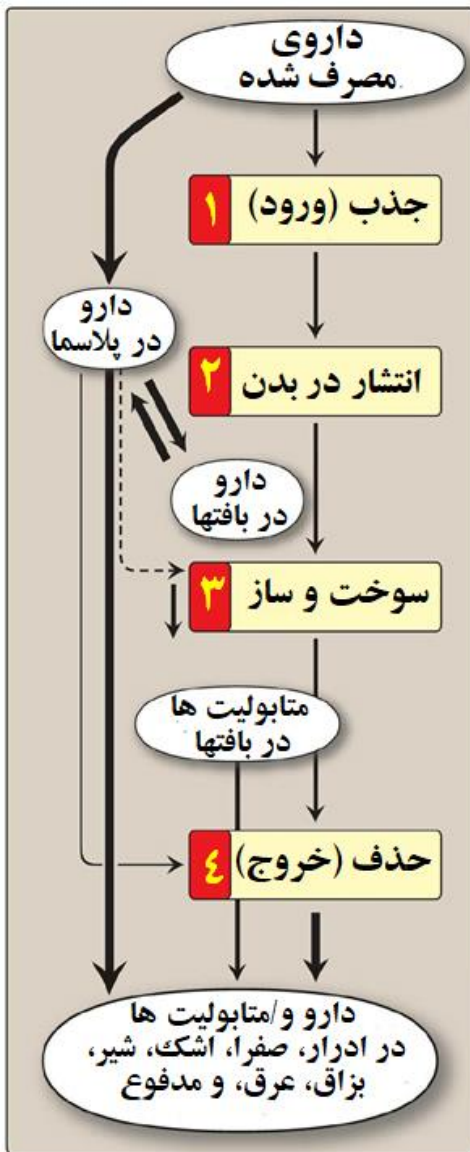 داروی
مصرف شده
جذب (ورود) ۱
دارو
در پلاسما
انتشار در بدن ۲
دارو
در بافتها
سوخت و ساز ۳
متابولیت ها
در بافتها
حذف (خروج) ٤
دارو و/متابولیت ها
در ادرار، صفرا، اشک، شیر،
بزاق، عرق، و مدفوع